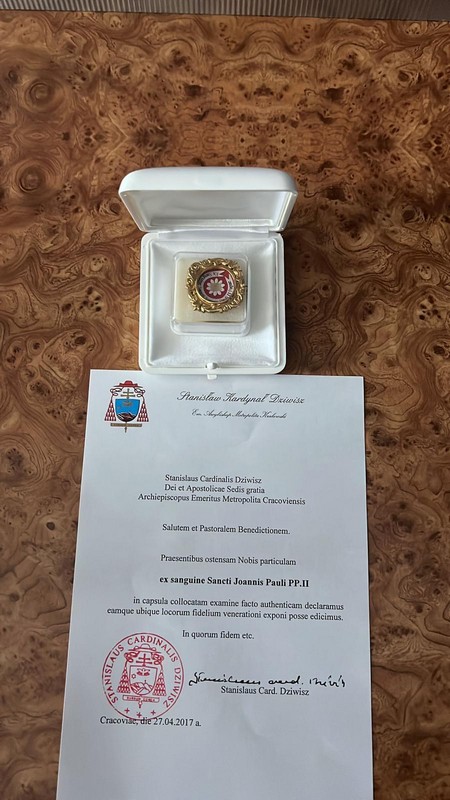 Stanisław Kardynał Dziwisz
Em. Arcybiskup Metropolita Krakowski
Stanislaus Cardinalis Dziwisz
Dei et Apostolicae Sedis gratia
Archiepiscopus Emeritus Metropolita Cracoviensis
Salutem et Pastoralem Benedictionem.
Praesentibus ostensam Nobis particulam
ex sanguine Sancti Joannis Pauli PP.II
in capsula collocatam examine facto authenticam declaramus
eamque ubique locorum fidelium venerationi exponi posse edicimus.
In quorum fidem etc.
STANISLAUS CARDINALIS DZIWISZ
Stanislaus Card. Dziwisz
Cracoviae, die 27.04.2017 a.